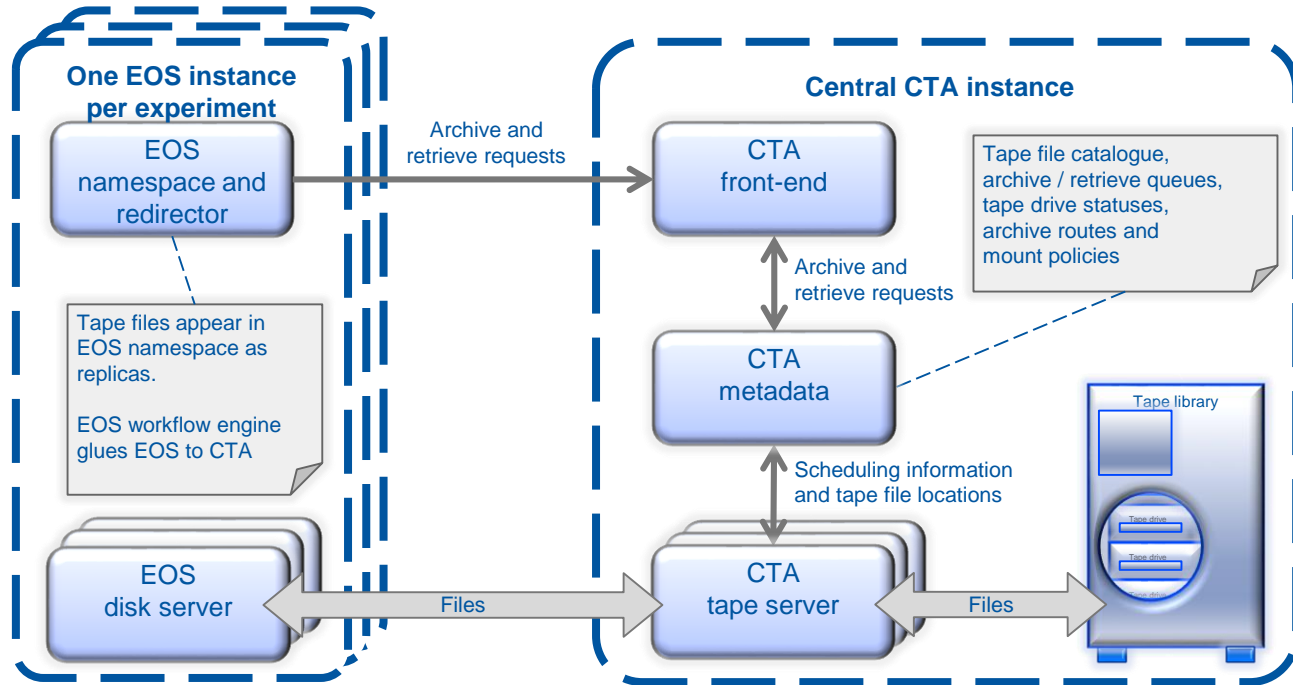 One EOS instance
per experiment
EOS
namespace and
redirector
Tape files appear in
EOS namespace as
replicas.
EOS workflow engine
glues EOS to CTA
EOS
disk server
Archive and
retrieve requests
Files
Central CTA instance
CTA
front-end
Archive and
retrieve requests
CTA
metadata
Scheduling information
and tape file locations
CTA
tape server
Files
Tape file catalogue,
archive / retrieve queues,
tape drive statuses,
archive routes and
mount policies
Tape library
Tape drive
Tape drive
Tape drive